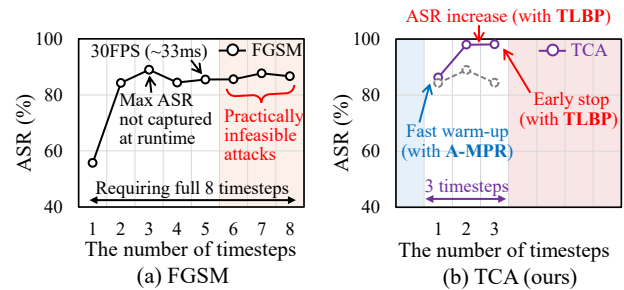 ASR increase (with TLBP)
100
30FPS (~33ms)
FGSM
80
Max ASR
not captured
at runtime
Practically
infeasible
attacks
60
Requiring full 8 timesteps
40
ASR (%)
1 2 3 4 5 6 7 8
The number of timesteps
(a) FGSM
100
TCA
80
Early stop
(with TLBP)
Fast warm-up
(with A-MPR)
60
3 timesteps
40
ASR (%)
1 2 3
The number of timesteps
(b) TCA (ours)